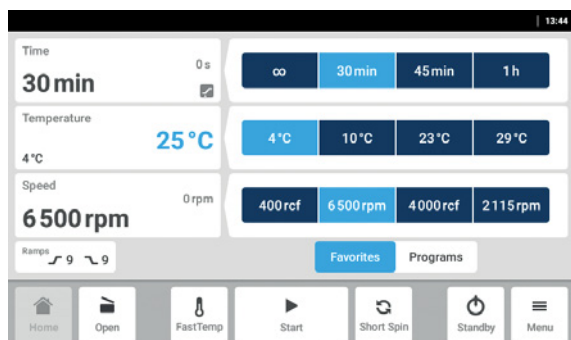 13:44
Time
0 s
30 min
∞ 30 min 45 min 1 h
Temperature
25 °C
4 °C
4 °C 10 °C 23 °C 29 °C
Speed
0 rpm
6 500 rpm
400 rcf 6 500 rpm 4 000 rcf 2 115 rpm
Ramps 9 9
Favorites Programs
Home Open FastTemp Start Short Spin Standby Menu